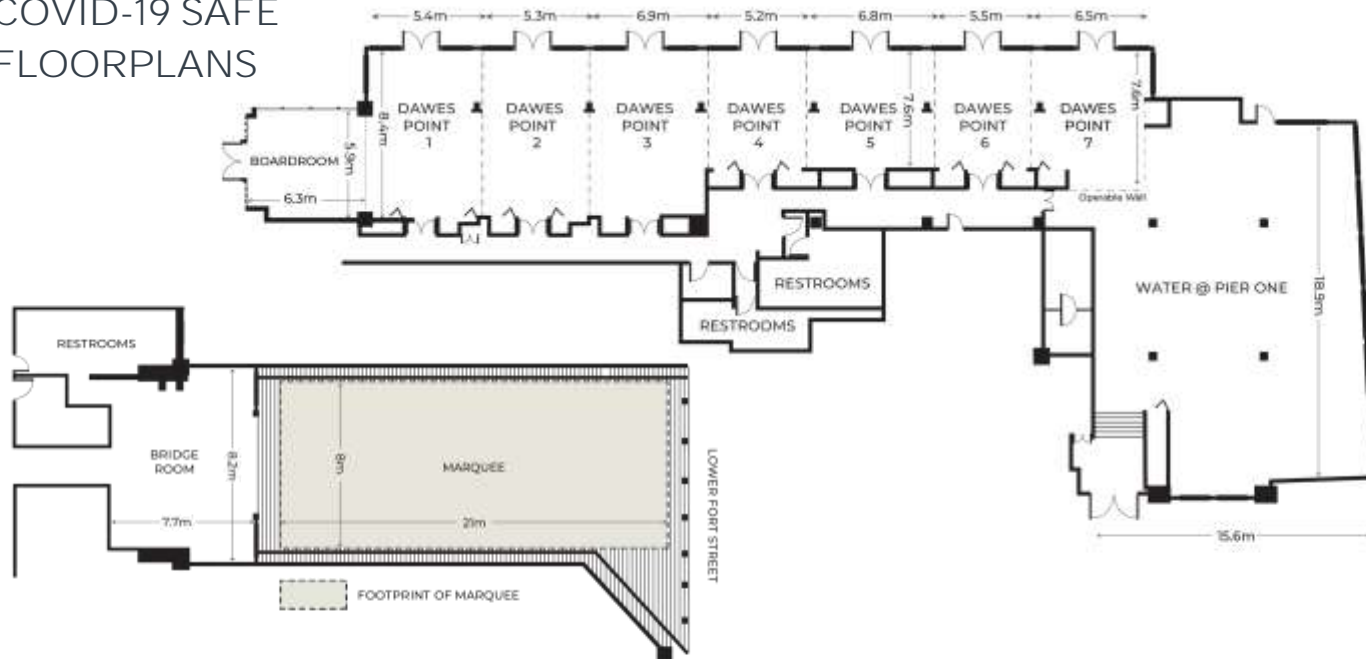 COVID-19 SAFE
FLOORPLANS
5.4m
5.3m
6.9m
5.2m
6.8m
5.5m
6.5m
DAWES
POINT
1
DAWES
POINT
2
DAWES
POINT
3
DAWES
POINT
4
DAWES
POINT
5
DAWES
POINT
6
DAWES
POINT
7
8.4m
7.6m
7.6m
BOARDROOM
5.9m
6.3m
Operable Wall
RESTROOMS
RESTROOMS
WATER @ PIER ONE
18.9m
15.6m
RESTROOMS
BRIDGE
ROOM
8.2m
7.7m
8m
MARQUEE
21m
LOWER FORT STREET
FOOTPRINT OF MARQUEE